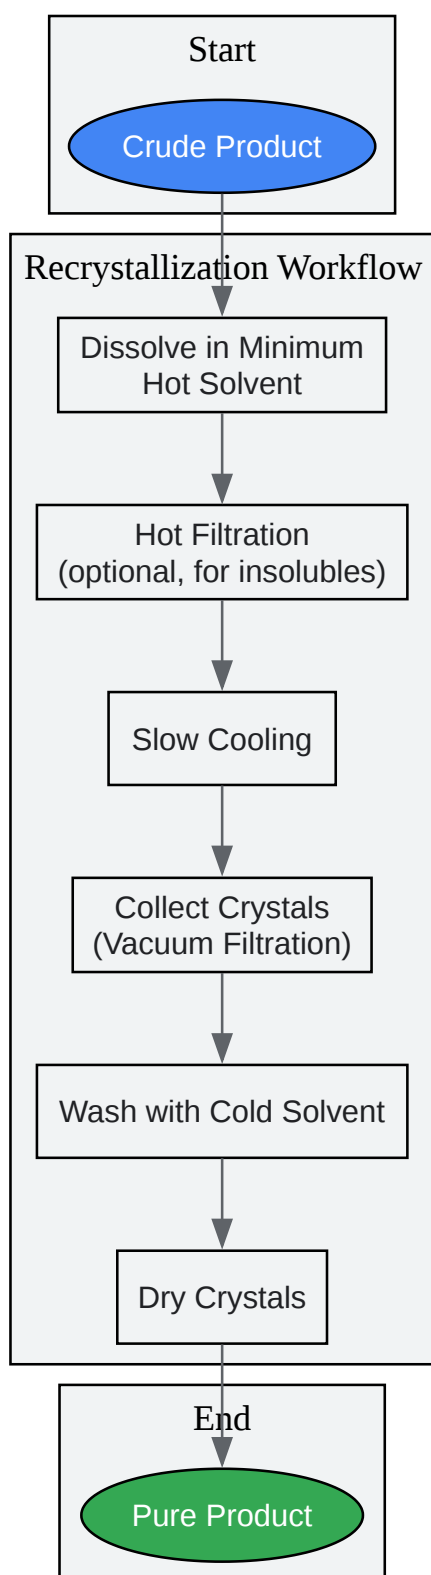 Start
Crude Product
Recrystallization Workflow
Dissolve in Minimum
Hot Solvent
Hot Filtration
(optional, for insolubles)
Slow Cooling
Collect Crystals
(Vacuum Filtration)
Wash with Cold Solvent
Dry Crystals
End
Pure Product